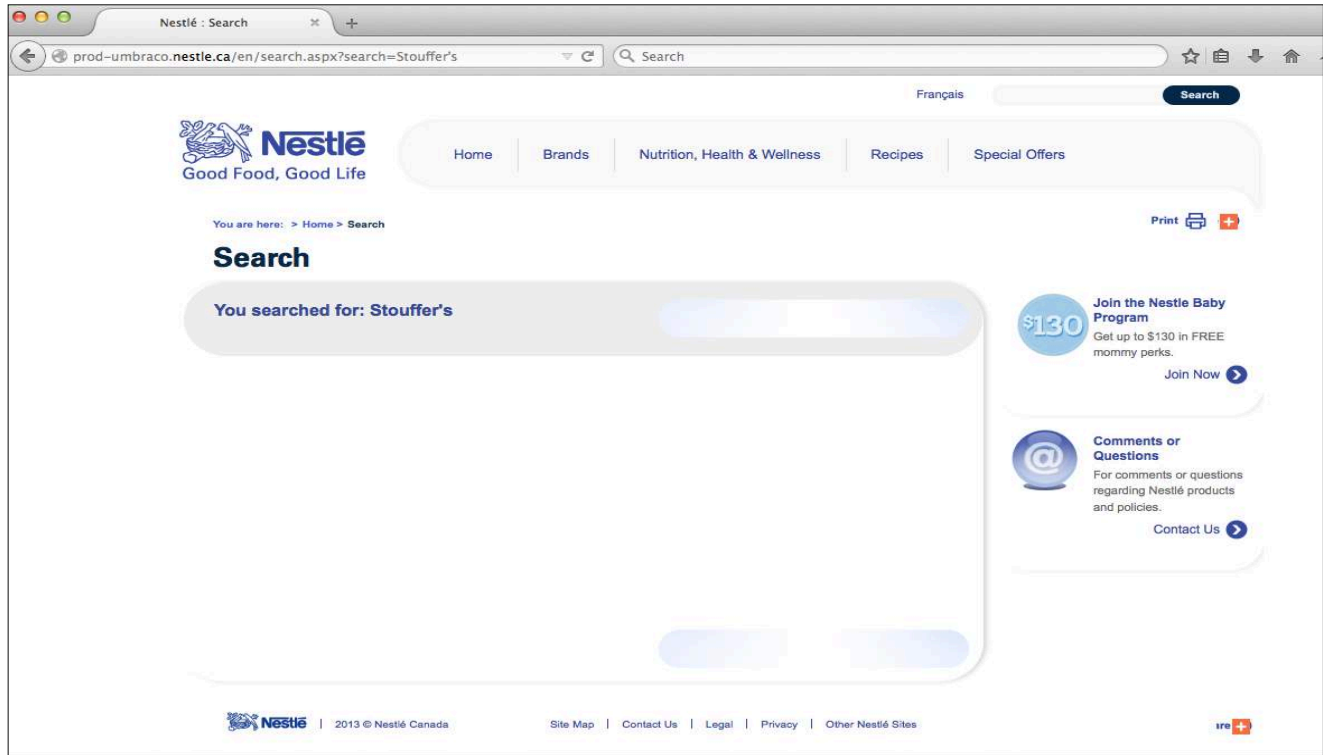 Nestlé : Search
prod-umbraco.nestle.ca/en/search.aspx?search=Stouffer's
Search
Français
Search
Nestlé
Good Food, Good Life
Home
Brands
Nutrition, Health & Wellness
Recipes
Special Offers
You are here: > Home > Search
Print
Search
You searched for: Stouffer's
$130
Join the Nestle Baby
Program
Get up to $130 in FREE
mommy perks.
Join Now
@
Comments or
Questions
For comments or questions
regarding Nestlé products
and policies.
Contact Us
Nestlé | 2013 © Nestlé Canada
Site Map | Contact Us | Legal | Privacy | Other Nestlé Sites